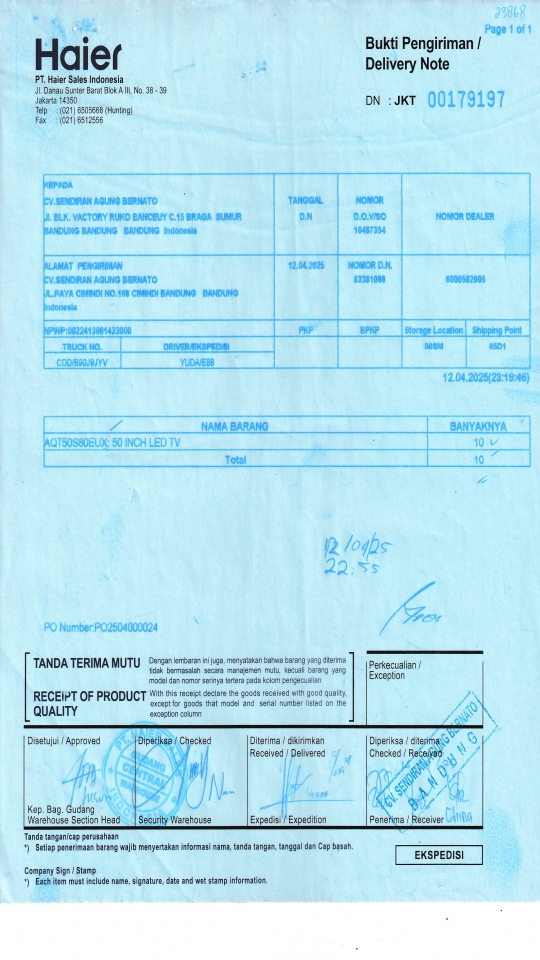 23868
Page 1 of 1
Haier
Bukti Pengiriman /
Delivery Note
PT. Haier Sales Indonesia
Jl. Danau Sunter Barat Blok A III, No. 38 - 39
Jakarta 14350
Telp : (021) 6505668 (Hunting)
Fax : (021) 6512556
DN : JKT 00179197
KEPADA
CV.SENDIRAN AGUNG BERNATO
JL. BLK. VACTORY RUKO BANCEUY C.15 BRAGA SUMUR
BANDUNG BANDUNG BANDUNG Indonesia
TANGGAL
D.N
NOMOR
D.O.V/SO
10487354
NOMOR DEALER
ALAMAT PENGIRIMAN
CV.SENDIRAN AGUNG BERNATO
JL.RAYA CIMINDI NO.168 CIMINDI BANDUNG BANDUNG
Indonesia
12.04.2025
NOMOR D.N.
83381086
NPWP:
PKP
BPKP
Storage Location
Shipping Point
TRUCK NO.
DRIVER/EKSPEDISI
65D1
12.04.2025(23:19:46)
NAMA BARANG
BANYAKNYA
AQT50S80EUX: 50 INCH LED TV
10
Total
10
12/04/25
22.55
PO Number:PO2504000024
TANDA TERIMA MUTU
Dengan lembaran ini juga, menyatakan bahwa barang yang diterima
tidak bermasalah secara manajemen mutu, kecuali barang yang
model dan nomor serinya tertera pada kolom pengecualian
RECEIPT OF PRODUCT
QUALITY
With this receipt declare the goods received with good quality,
except for goods that model and serial number listed on the
exception column
Perkecualian /
Exception
Disetujui / Approved
Diperiksa / Checked
Diterima / dikirimkan
Received / Delivered
Diperiksa / diterima
Checked / Received
GUDANG
CENTRAL
CV. SENDIRAN AGUNG BERNATO
BANDUNG
Kep. Bag. Gudang
Warehouse Section Head
Security Warehouse
Expedisi / Expedition
Penerima / Receiver
Tanda tangan/cap perusahaan
*) Setiap penerimaan barang wajib menyertakan informasi nama, tanda tangan, tanggal dan Cap basah.
EKSPEDISI
Company Sign / Stamp
*) Each item must include name, signature, date and wet stamp information.